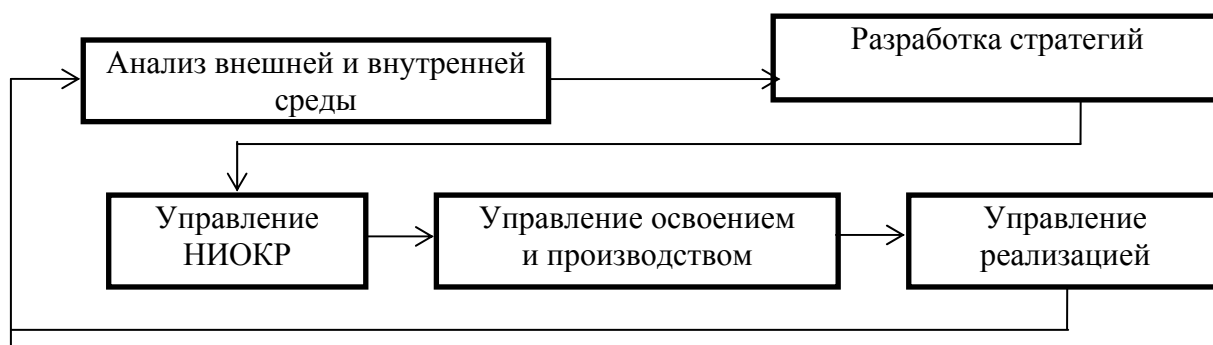 Анализ внешней и внутренней
среды
Разработка стратегий
Управление
НИОКР
Управление освоением
и производством
Управление
реализацией